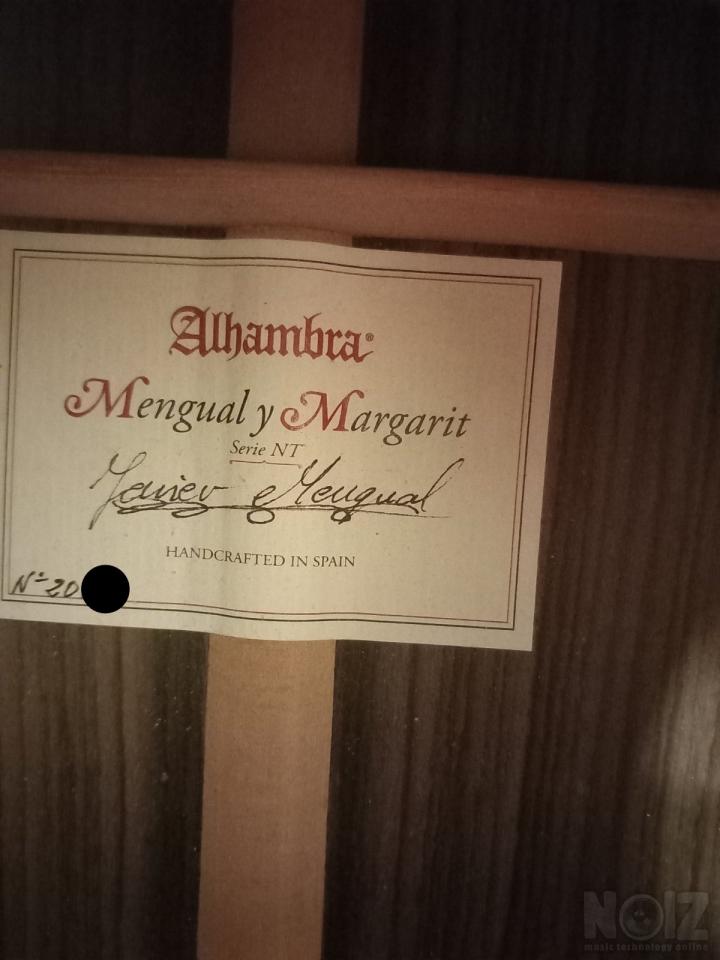 Alhambra®
Mengual y Margarit
Serie NT
Javier Mengual
HANDCRAFTED IN SPAIN
Nº 20
NOIZ
music technology online